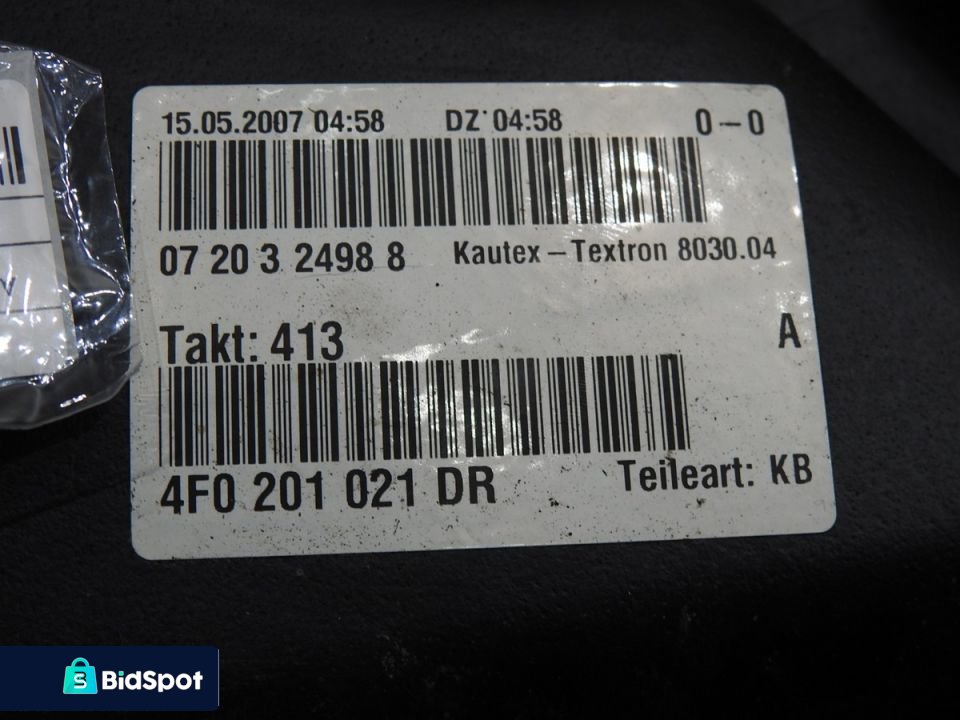 15.05.2007 04:58 DZ 04:58 0-0
07 20 3 2498 8 Kautex-Textron 8030.04
Takt: 413 A
4F0 201 021 DR Teileart: KB
BidSpot